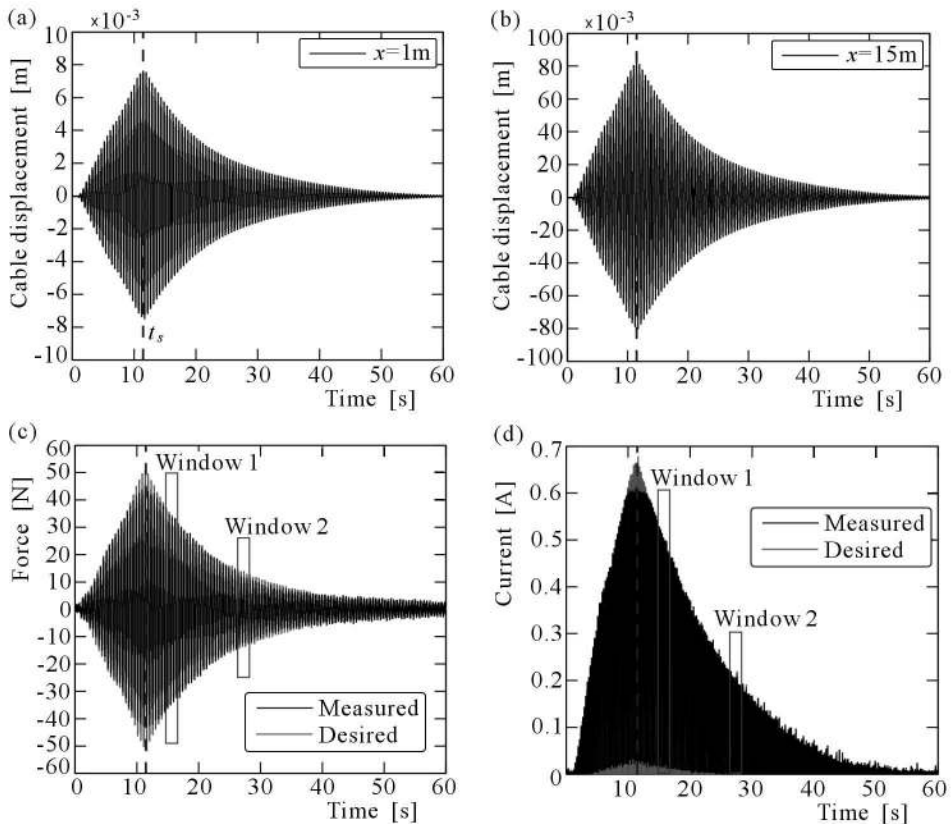 (a)
×10⁻³
10
8
6
4
2
0
-2
-4
-6
-8
-10
Cable displacement [m]
x=1m
t_s
0 10 20 30 40 50 60
Time [s]
(b)
×10⁻³
100
80
60
40
20
0
-20
-40
-60
-80
-100
Cable displacement [m]
x=15m
0 10 20 30 40 50 60
Time [s]
(c)
60
50
40
30
20
10
0
-10
-20
-30
-40
-50
-60
Force [N]
Window 1
Window 2
Measured
Desired
0 10 20 30 40 50 60
Time [s]
(d)
0.7
0.6
0.5
0.4
0.3
0.2
0.1
0
Current [A]
Window 1
Measured
Desired
Window 2
10 20 30 40 50 60
Time [s]